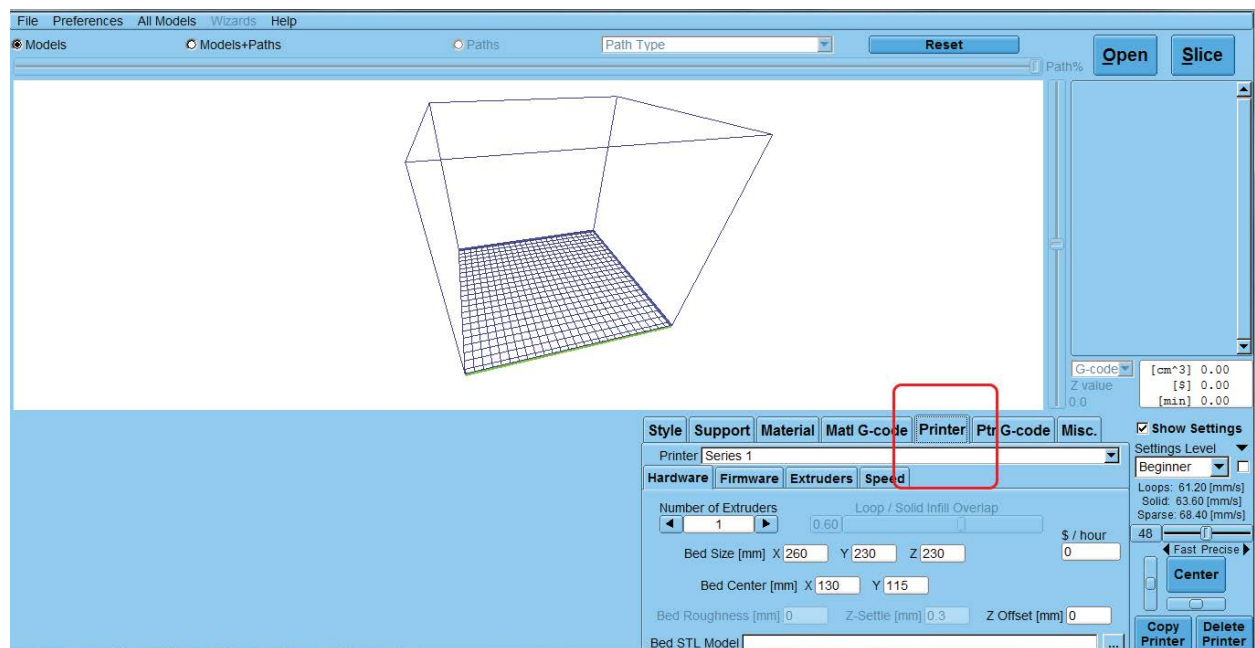 File Preferences All Models Wizards Help
Models Models+Paths Paths Path Type Reset
Open Slice
Path%
G-code
Z value
0.0
[cm^3] 0.00
[$] 0.00
[min] 0.00
Style Support Material Matl G-code Printer Ptr G-code Misc.
Show Settings
Printer Series 1
Settings Level
Hardware Firmware Extruders Speed
Beginner
Loops: 61.20 [mm/s]
Solid: 63.60 [mm/s]
Sparse: 68.40 [mm/s]
Number of Extruders Loop / Solid Infill Overlap
1 0.60
$ / hour
48
Bed Size [mm] X 260 Y 230 Z 230 0
Fast Precise
Center
Bed Center [mm] X 130 Y 115
Bed Roughness [mm] 0 Z-Settle [mm] 0.3 Z Offset [mm] 0
Bed STL Model ...
Copy Printer
Delete Printer